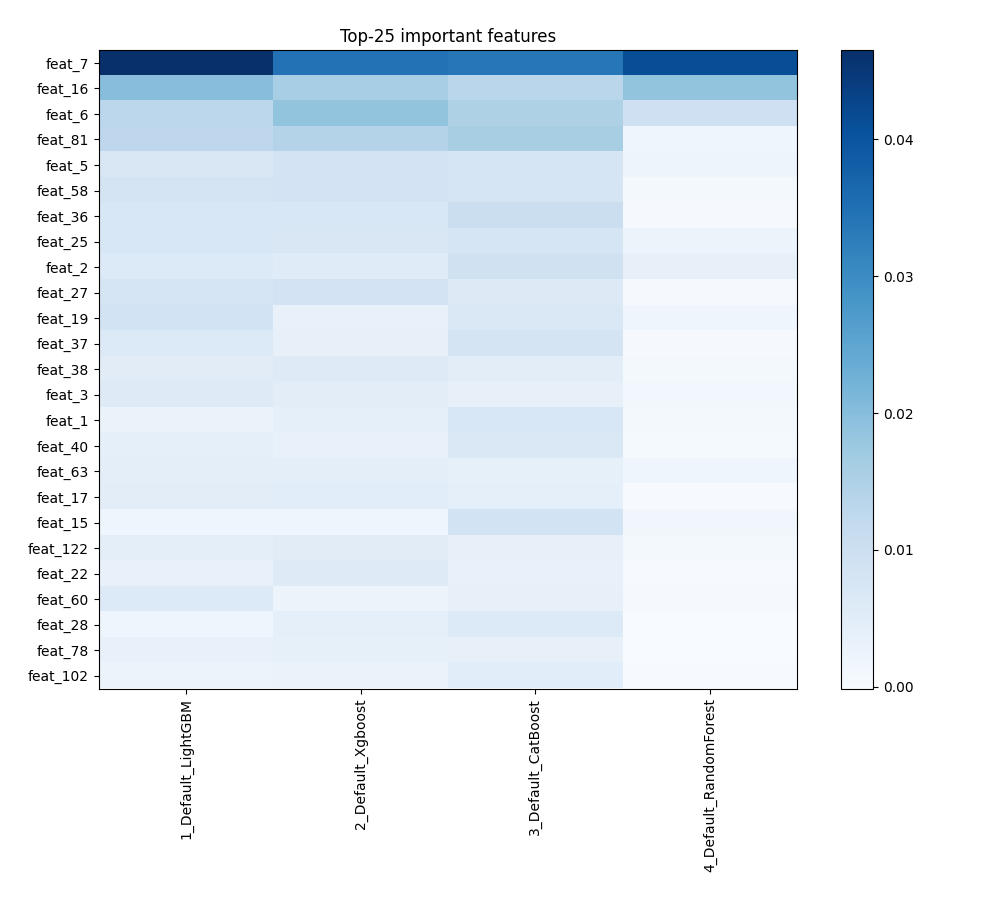 Top-25 important features
feat_7
feat_16
feat_6
feat_81
feat_5
feat_58
feat_36
feat_25
feat_2
feat_27
feat_19
feat_37
feat_38
feat_3
feat_1
feat_40
feat_63
feat_17
feat_15
feat_122
feat_22
feat_60
feat_28
feat_78
feat_102
1_Default_LightGBM
2_Default_Xgboost
3_Default_CatBoost
4_Default_RandomForest
0.04
0.03
0.02
0.01
0.00